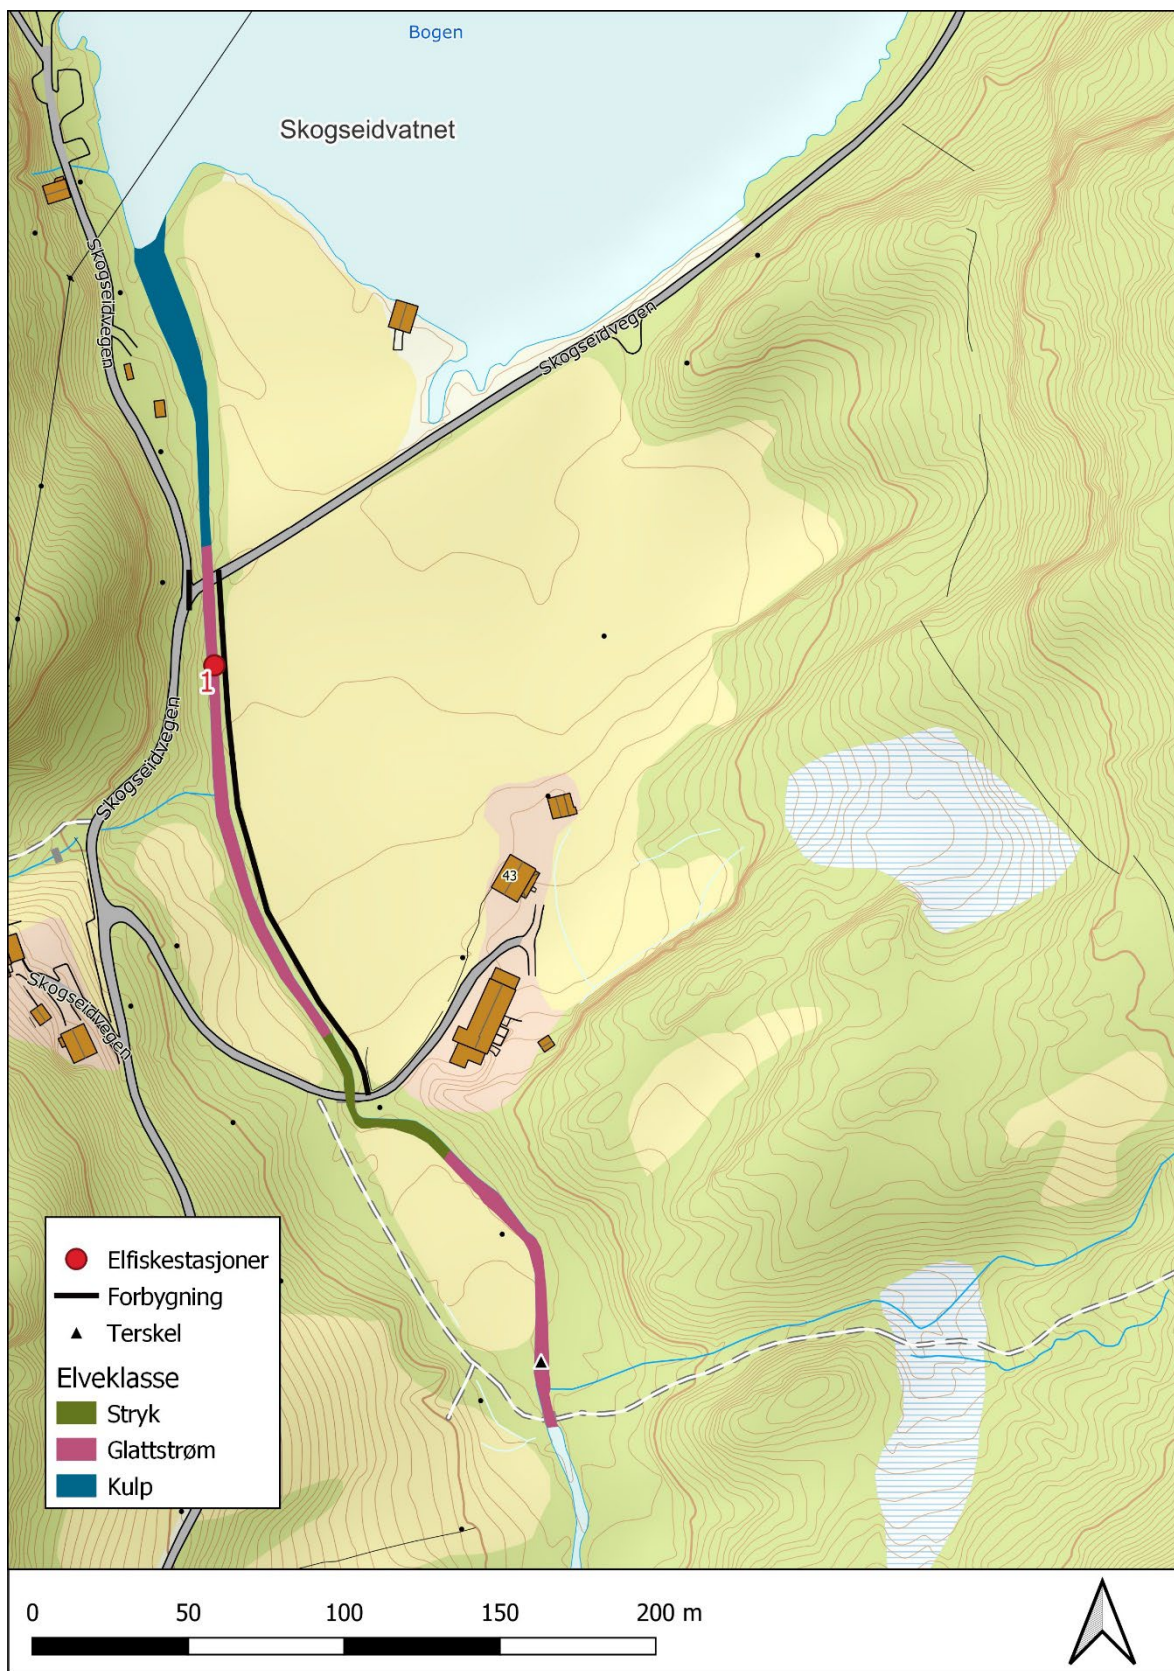 Bogen
Skogseidvatnet
Skogseidvegen
Skogseidvegen
1
Skogseidvegen
43
Skogseidvegen
Elfiskestasjoner
Forbygning
Terskel
Elveklasse
Stryk
Glattstrøm
Kulp
0 50 100 150 200 m